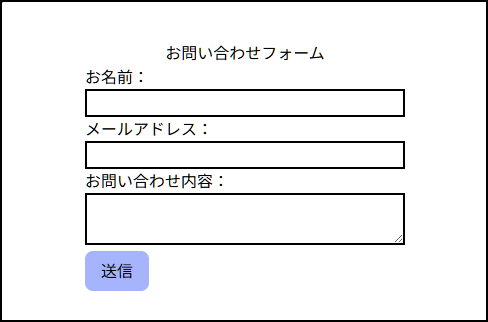 お問い合わせフォーム
お名前：
メールアドレス：
お問い合わせ内容：
送信